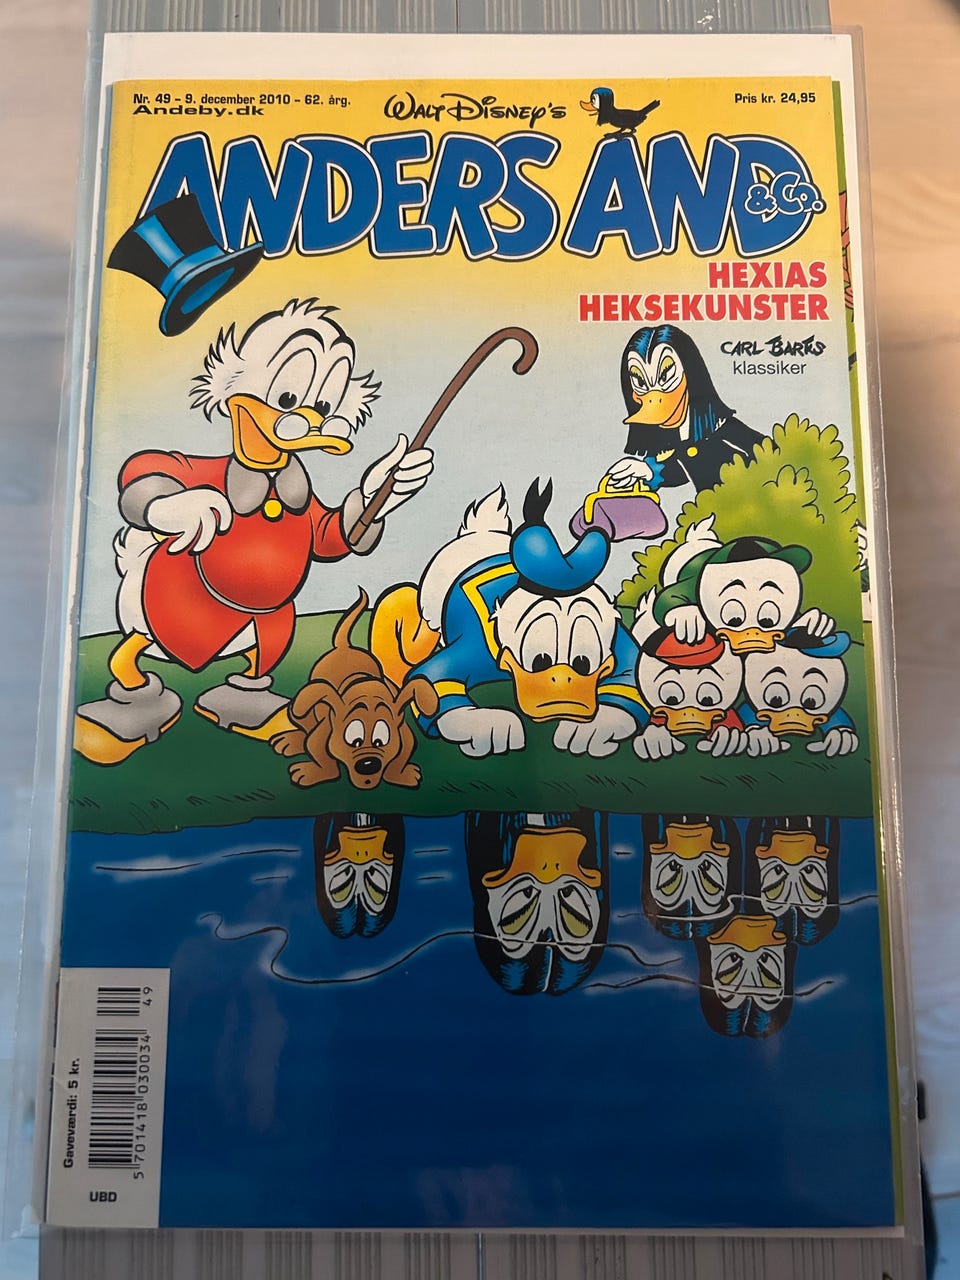 Nr. 49 - 9. december 2010 - 62. årg.
Andeby.dk
Walt Disney's
Pris kr. 24,95
ANDERS AND
& Co.
HEXIAS
HEKSEKUNSTER
CARL BARKS
klassiker
Gaveværdi: 5 kr.
5 701418 030034
49
UBD